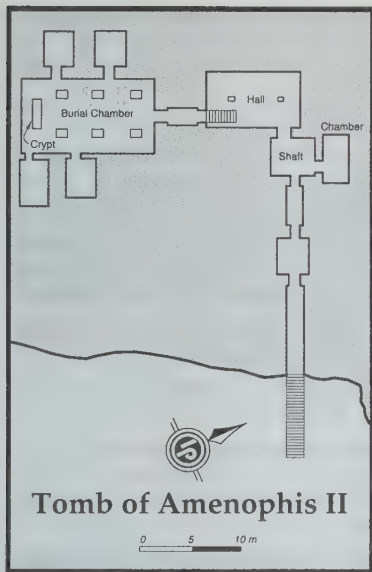 Hall
Burial Chamber
Chamber
Crypt
Shaft
Tomb of Amenophis II
0 5 10 m